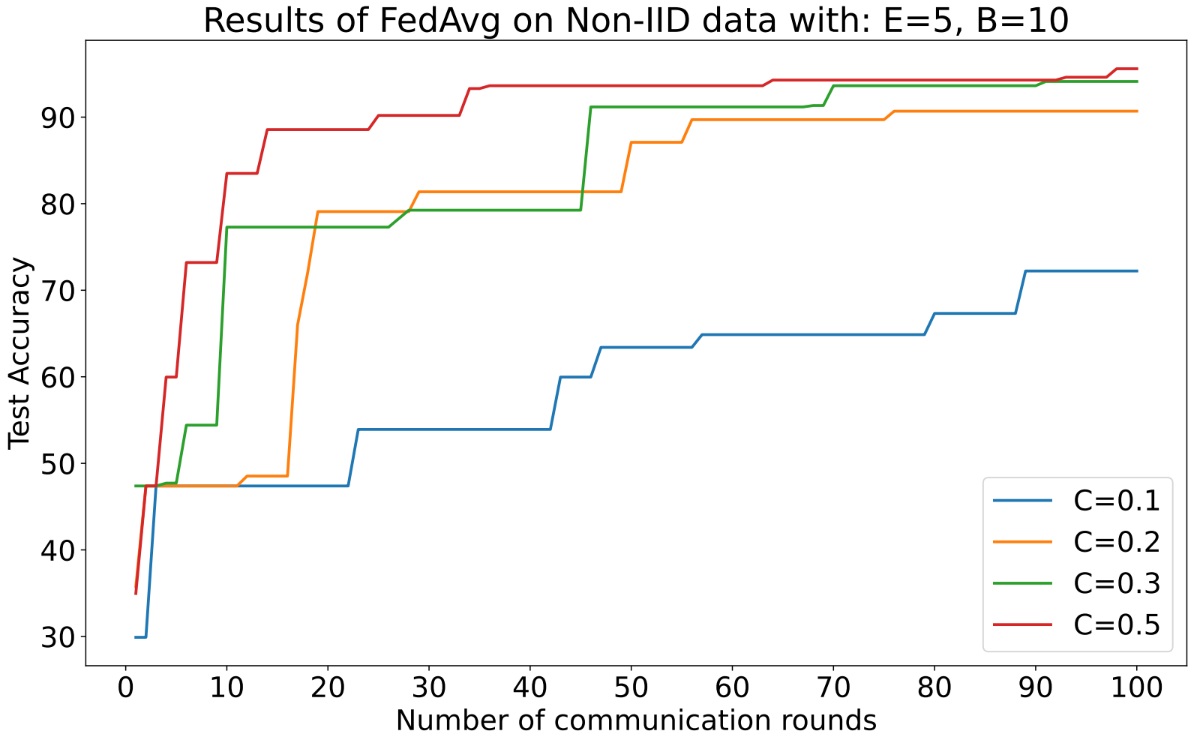 Results of FedAvg on Non-IID data with: E=5, B=10
Test Accuracy
90
80
70
60
50
40
30
0 10 20 30 40 50 60 70 80 90 100
Number of communication rounds
C=0.1
C=0.2
C=0.3
C=0.5